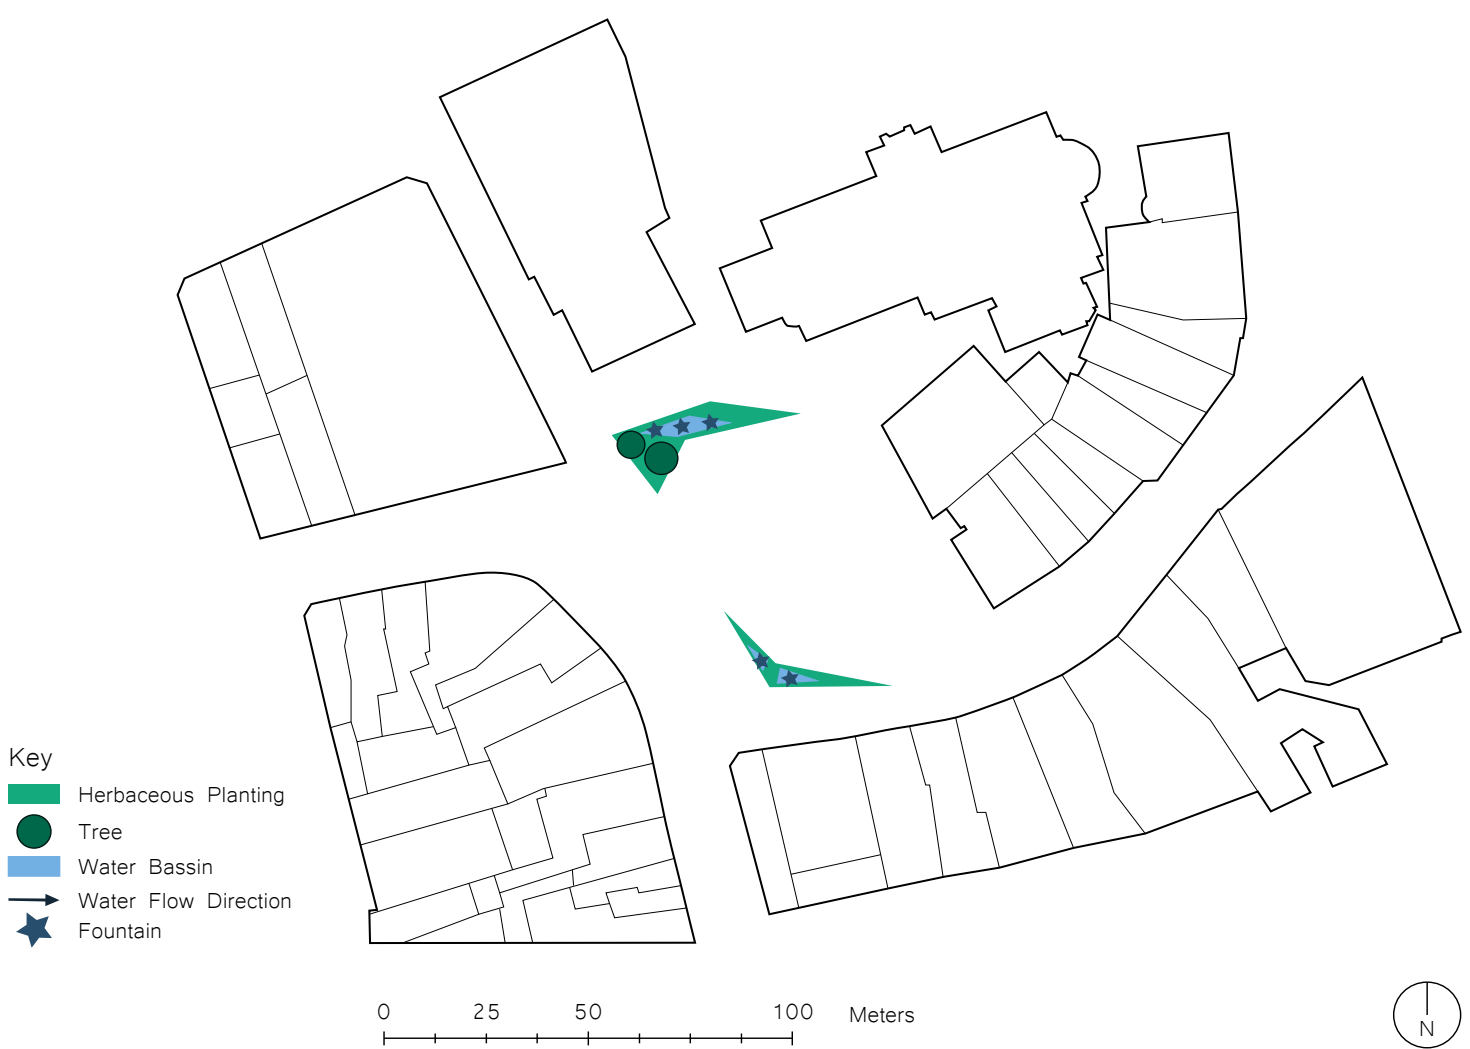 Key
Herbaceous Planting
Tree
Water Bassin
Water Flow Direction
Fountain
0 25 50 100 Meters
N